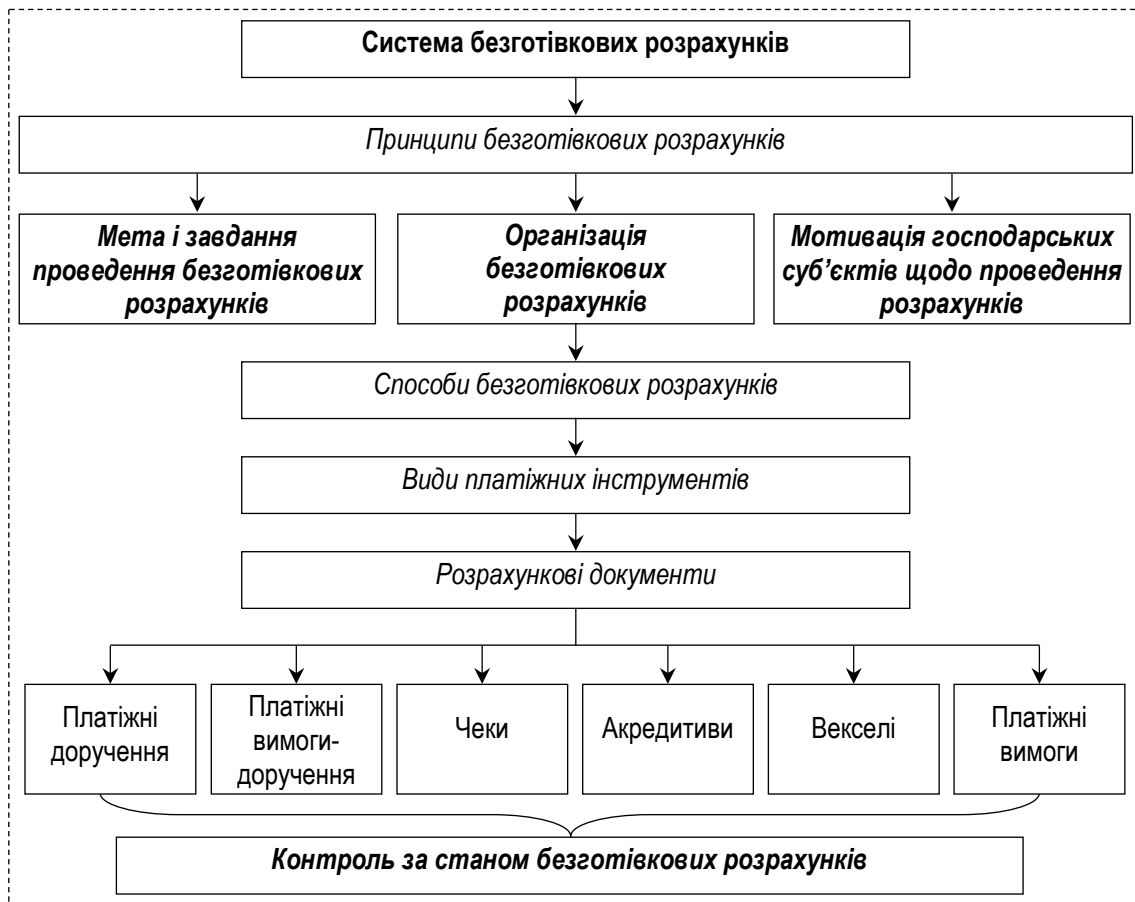 Система безготівкових розрахунків
Принципи безготівкових розрахунків
Мета і завдання
проведення безготівкових
розрахунків
Організація
безготівкових
розрахунків
Мотивація господарських
суб’єктів щодо проведення
розрахунків
Способи безготівкових розрахунків
Види платіжних інструментів
Розрахункові документи
Платіжні
доручення
Платіжні
вимоги-
доручення
Чеки
Акредитиви
Векселі
Платіжні
вимоги
Контроль за станом безготівкових розрахунків